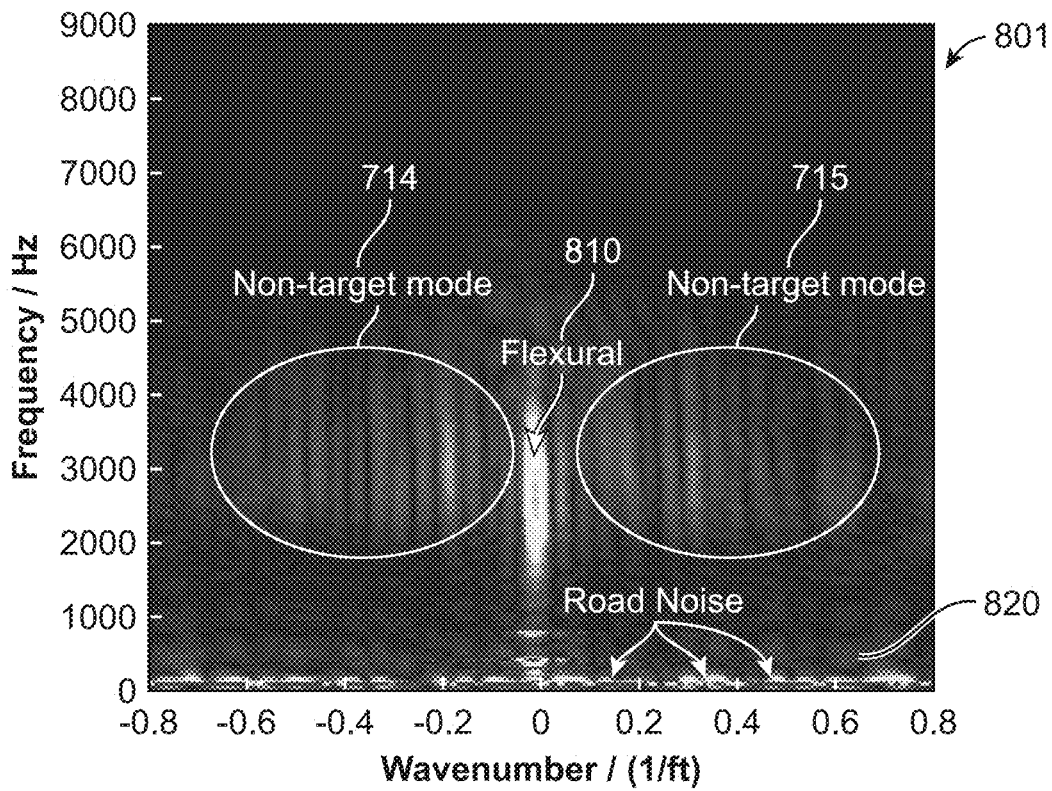 9000
801
8000
7000
714
715
6000
810
Non-target mode
Non-target mode
5000
Flexural
4000
Frequency / Hz
3000
2000
1000
Road Noise
820
0
-0.8 -0.6 -0.4 -0.2 0 0.2 0.4 0.6 0.8
Wavenumber / (1/ft)